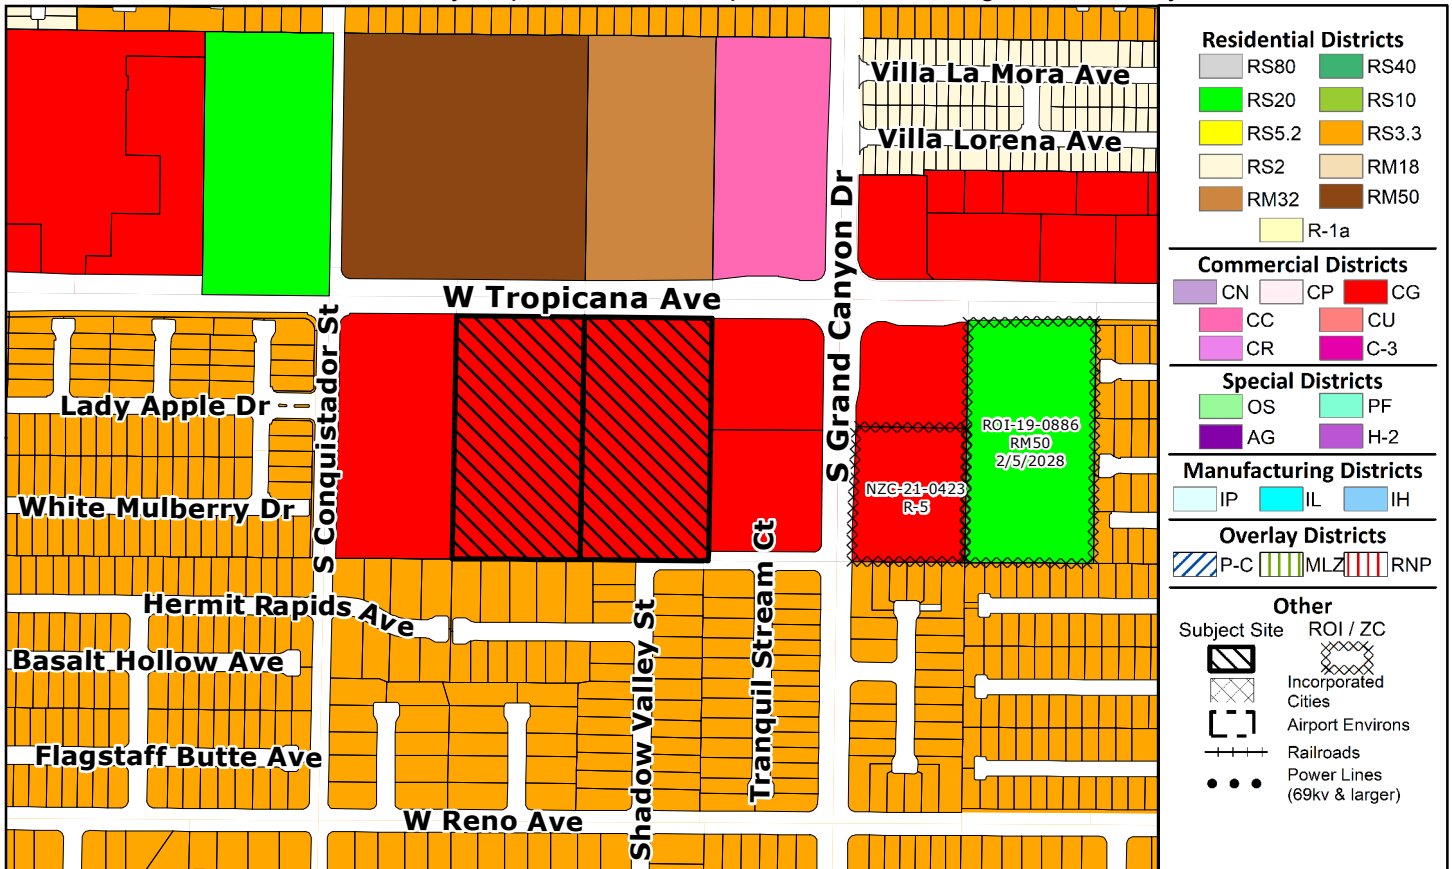 Villa La Mora Ave
Villa Lorena Ave
S Grand Canyon Dr
W Tropicana Ave
S Conquistador St
Lady Apple Dr
White Mulberry Dr
ROI-19-0886
RM50
2/5/2028
NZC-21-0423
R-5
Hermit Rapids Ave
Basalt Hollow Ave
Flagstaff Butte Ave
Shadow Valley St
Tranquil Stream Ct
W Reno Ave
Residential Districts
RS80 RS40
RS20 RS10
RS5.2 RS3.3
RS2 RM18
RM32 RM50
R-1a
Commercial Districts
CN CP CG
CC CU
CR C-3
Special Districts
OS PF
AG H-2
Manufacturing Districts
IP IL IH
Overlay Districts
P-C MLZ RNP
Other
Subject Site ROI / ZC
Incorporated
Cities
Airport Environs
Railroads
Power Lines
(69kv & larger)